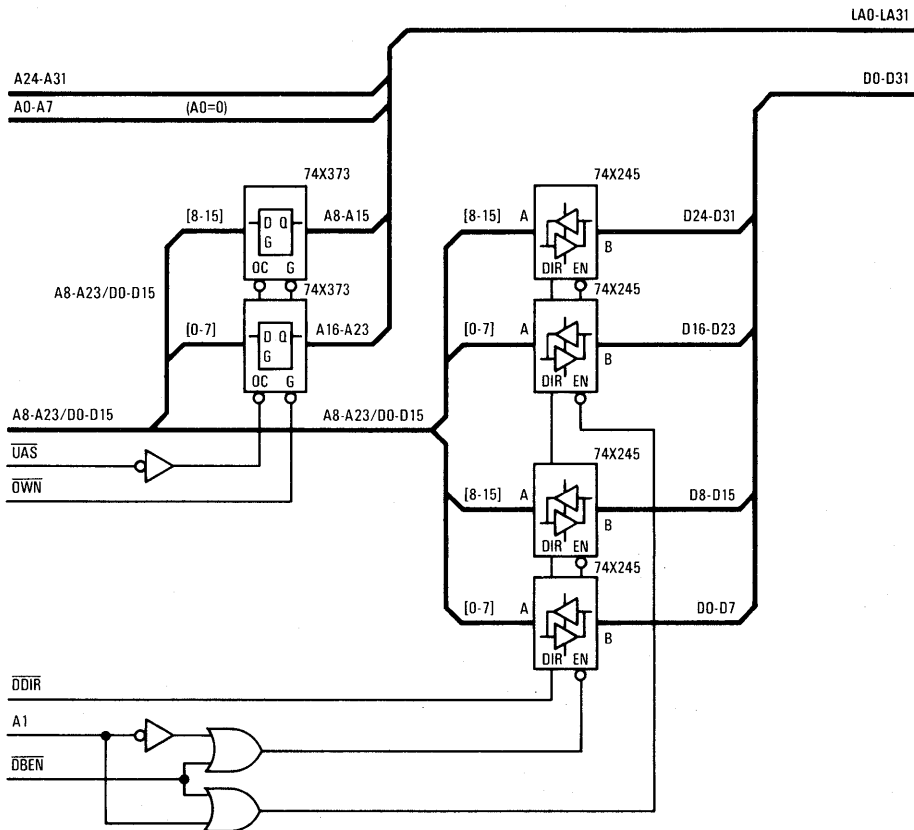 LA0-LA31
A24-A31
D0-D31
A0-A7 (A0=0)
74X373
74X245
[8-15]
D Q
G
A8-A15
[8-15] A
D24-D31
B
OC G
DIR EN
A8-A23/D0-D15
74X373
74X245
[0-7]
D Q
G
A16-A23
[0-7] A
D16-D23
B
OC G
DIR EN
A8-A23/D0-D15
A8-A23/D0-D15
UAS
74X245
OWN
[8-15] A
D8-D15
B
DIR EN
74X245
[0-7] A
D0-D7
B
DIR EN
DDIR
A1
DBEN